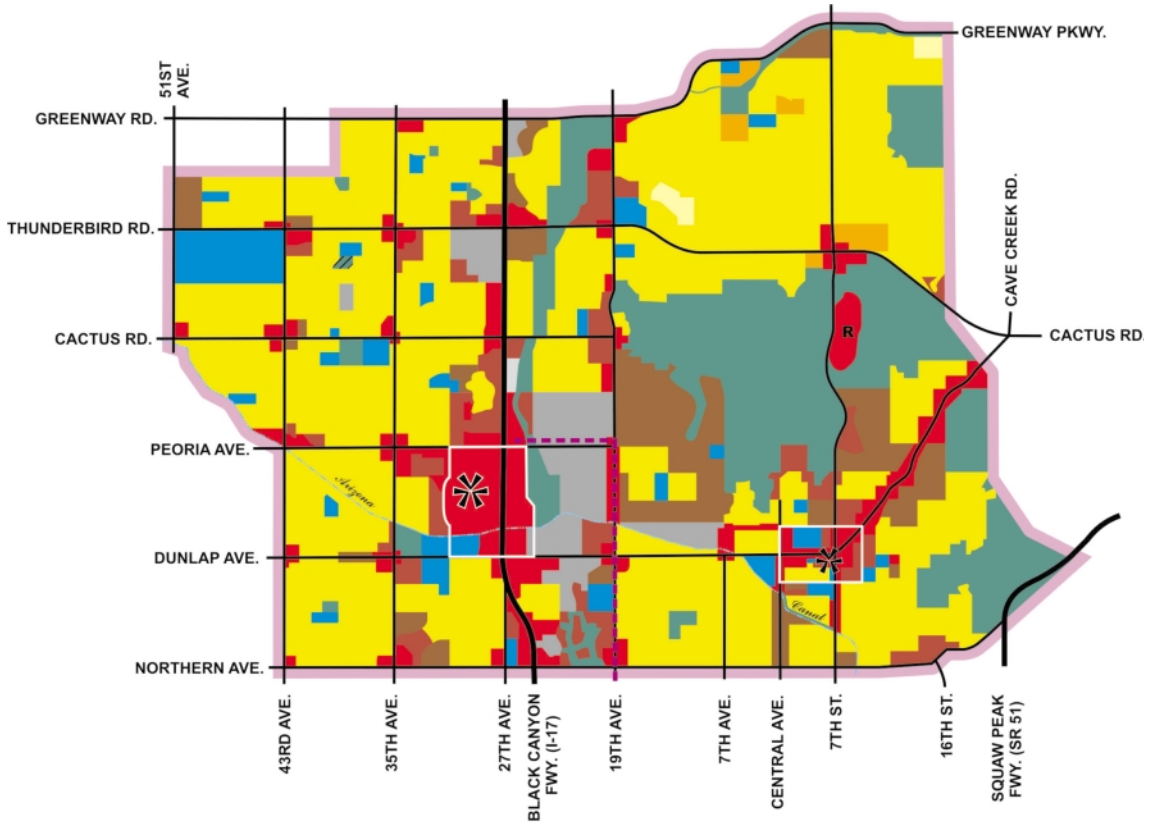 GREENWAY PKWY.
51ST
AVE.
GREENWAY RD.
CAVE CREEK RD.
THUNDERBIRD RD.
CACTUS RD.
R
CACTUS RD.
PEORIA AVE.
Arizona
DUNLAP AVE.
Canal
NORTHERN AVE.
43RD AVE.
35TH AVE.
27TH AVE.
BLACK CANYON
FWY. (I-17)
19TH AVE.
7TH AVE.
CENTRAL AVE.
7TH ST.
16TH ST.
SQUAW PEAK
FWY. (SR 51)